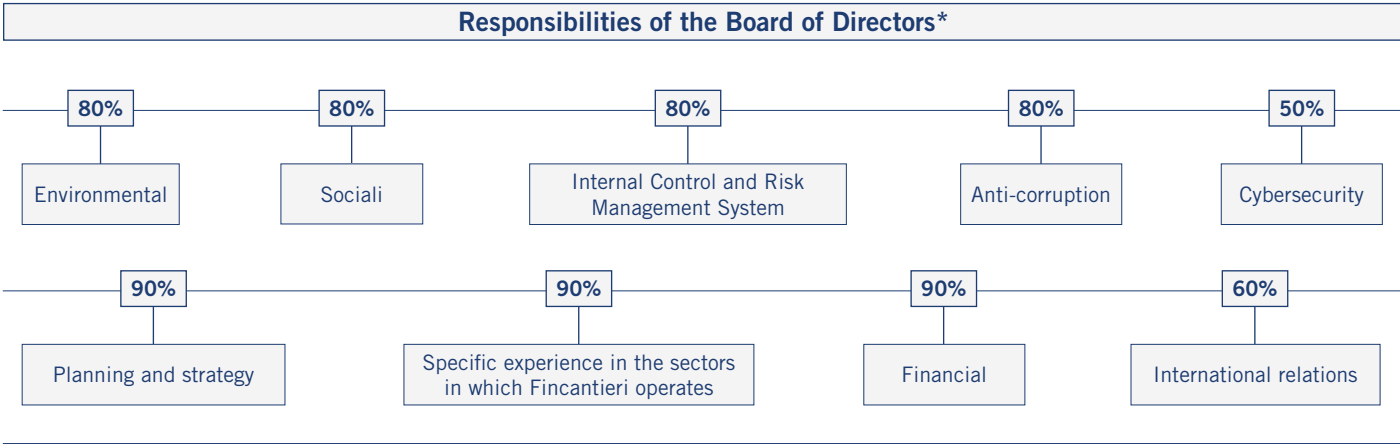 Responsibilities of the Board of Directors*
80%
80%
80%
80%
50%
Environmental
Sociali
Internal Control and Risk
Management System
Anti-corruption
Cybersecurity
90%
90%
90%
60%
Planning and strategy
Specific experience in the sectors
in which Fincantieri operates
Financial
International relations